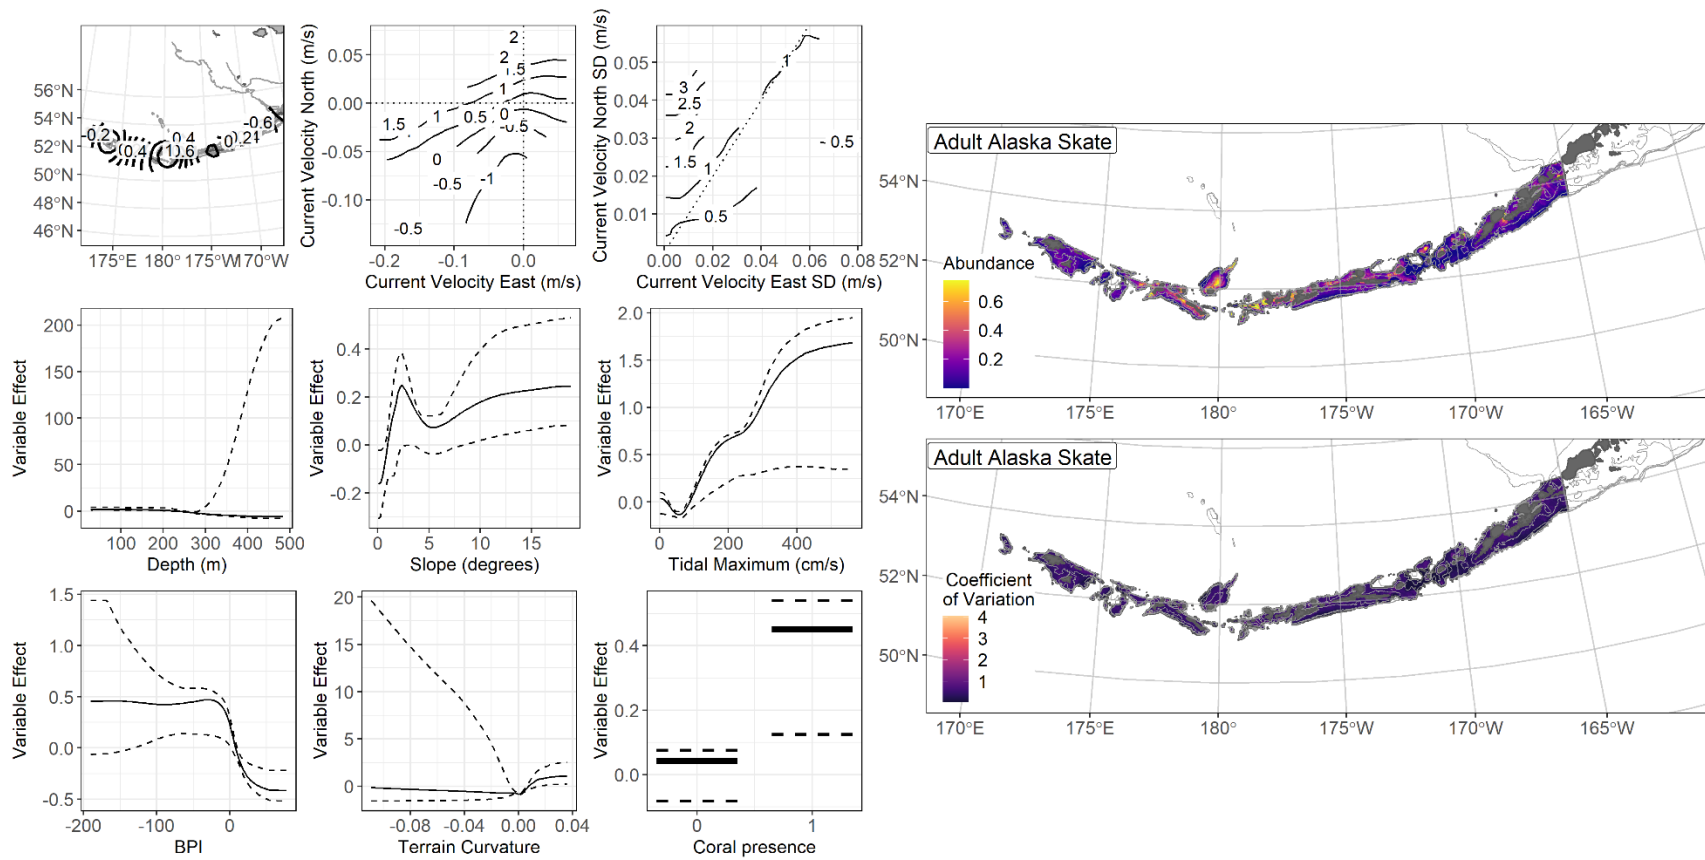 56°N
54°N
52°N
50°N
48°N
46°N
175°E
180°
175°W
170°W
-0.2
0.4
0.4
0.6
-0.6
Current Velocity North (m/s)
0.05
0.00
-0.05
-0.10
-0.2
-0.1
0.0
Current Velocity East (m/s)
2
2
1.5
1
1
0.5
0
-0.5
1.5
0
-0.5
-1
-0.5
Current Velocity North SD (m/s)
0.05
0.04
0.03
0.02
0.01
0.00
0.02
0.04
0.06
0.08
Current Velocity East SD (m/s)
3
2.5
2
1.5
1
1
0.5
-0.5
Variable Effect
200
150
100
50
0
100
200
300
400
500
Depth (m)
Variable Effect
0.4
0.2
0.0
-0.2
0
5
10
15
Slope (degrees)
Variable Effect
2.0
1.5
1.0
0.5
0.0
0
200
400
Tidal Maximum (cm/s)
Variable Effect
1.5
1.0
0.5
0.0
-0.5
-200
-100
0
BPI
Variable Effect
20
15
10
5
0
-0.08
-0.04
0.00
0.04
Terrain Curvature
Variable Effect
0.4
0.2
0.0
0
1
Coral presence
Adult Alaska Skate
54°N
52°N
50°N
Abundance
0.6
0.4
0.2
170°E
175°E
180°
175°W
170°W
165°W
Adult Alaska Skate
54°N
52°N
50°N
Coefficient
of Variation
4
3
2
1
170°E
175°E
180°
175°W
170°W
165°W